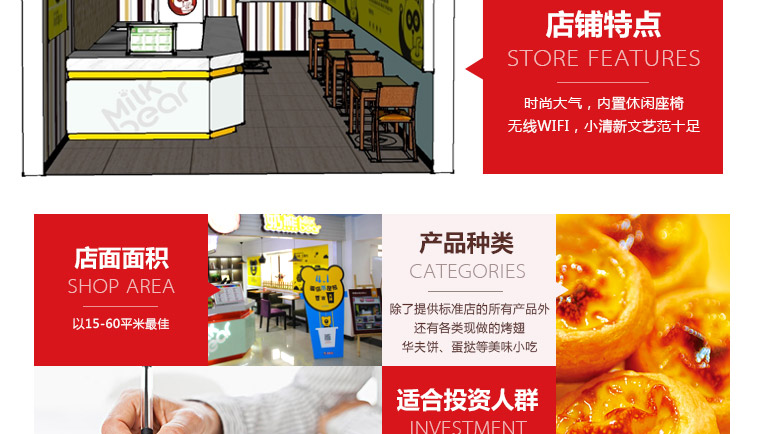 Milk
bear
店铺特点
STORE FEATURES
时尚大气，内置休闲座椅
无线WIFI，小清新文艺范十足
店面面积
SHOP AREA
以15-60平米最佳
产品种类
CATEGORIES
除了提供标准店的所有产品外
还有各类现做的烤翅
华夫饼、蛋挞等美味小吃
适合投资人群
INVESTMENT